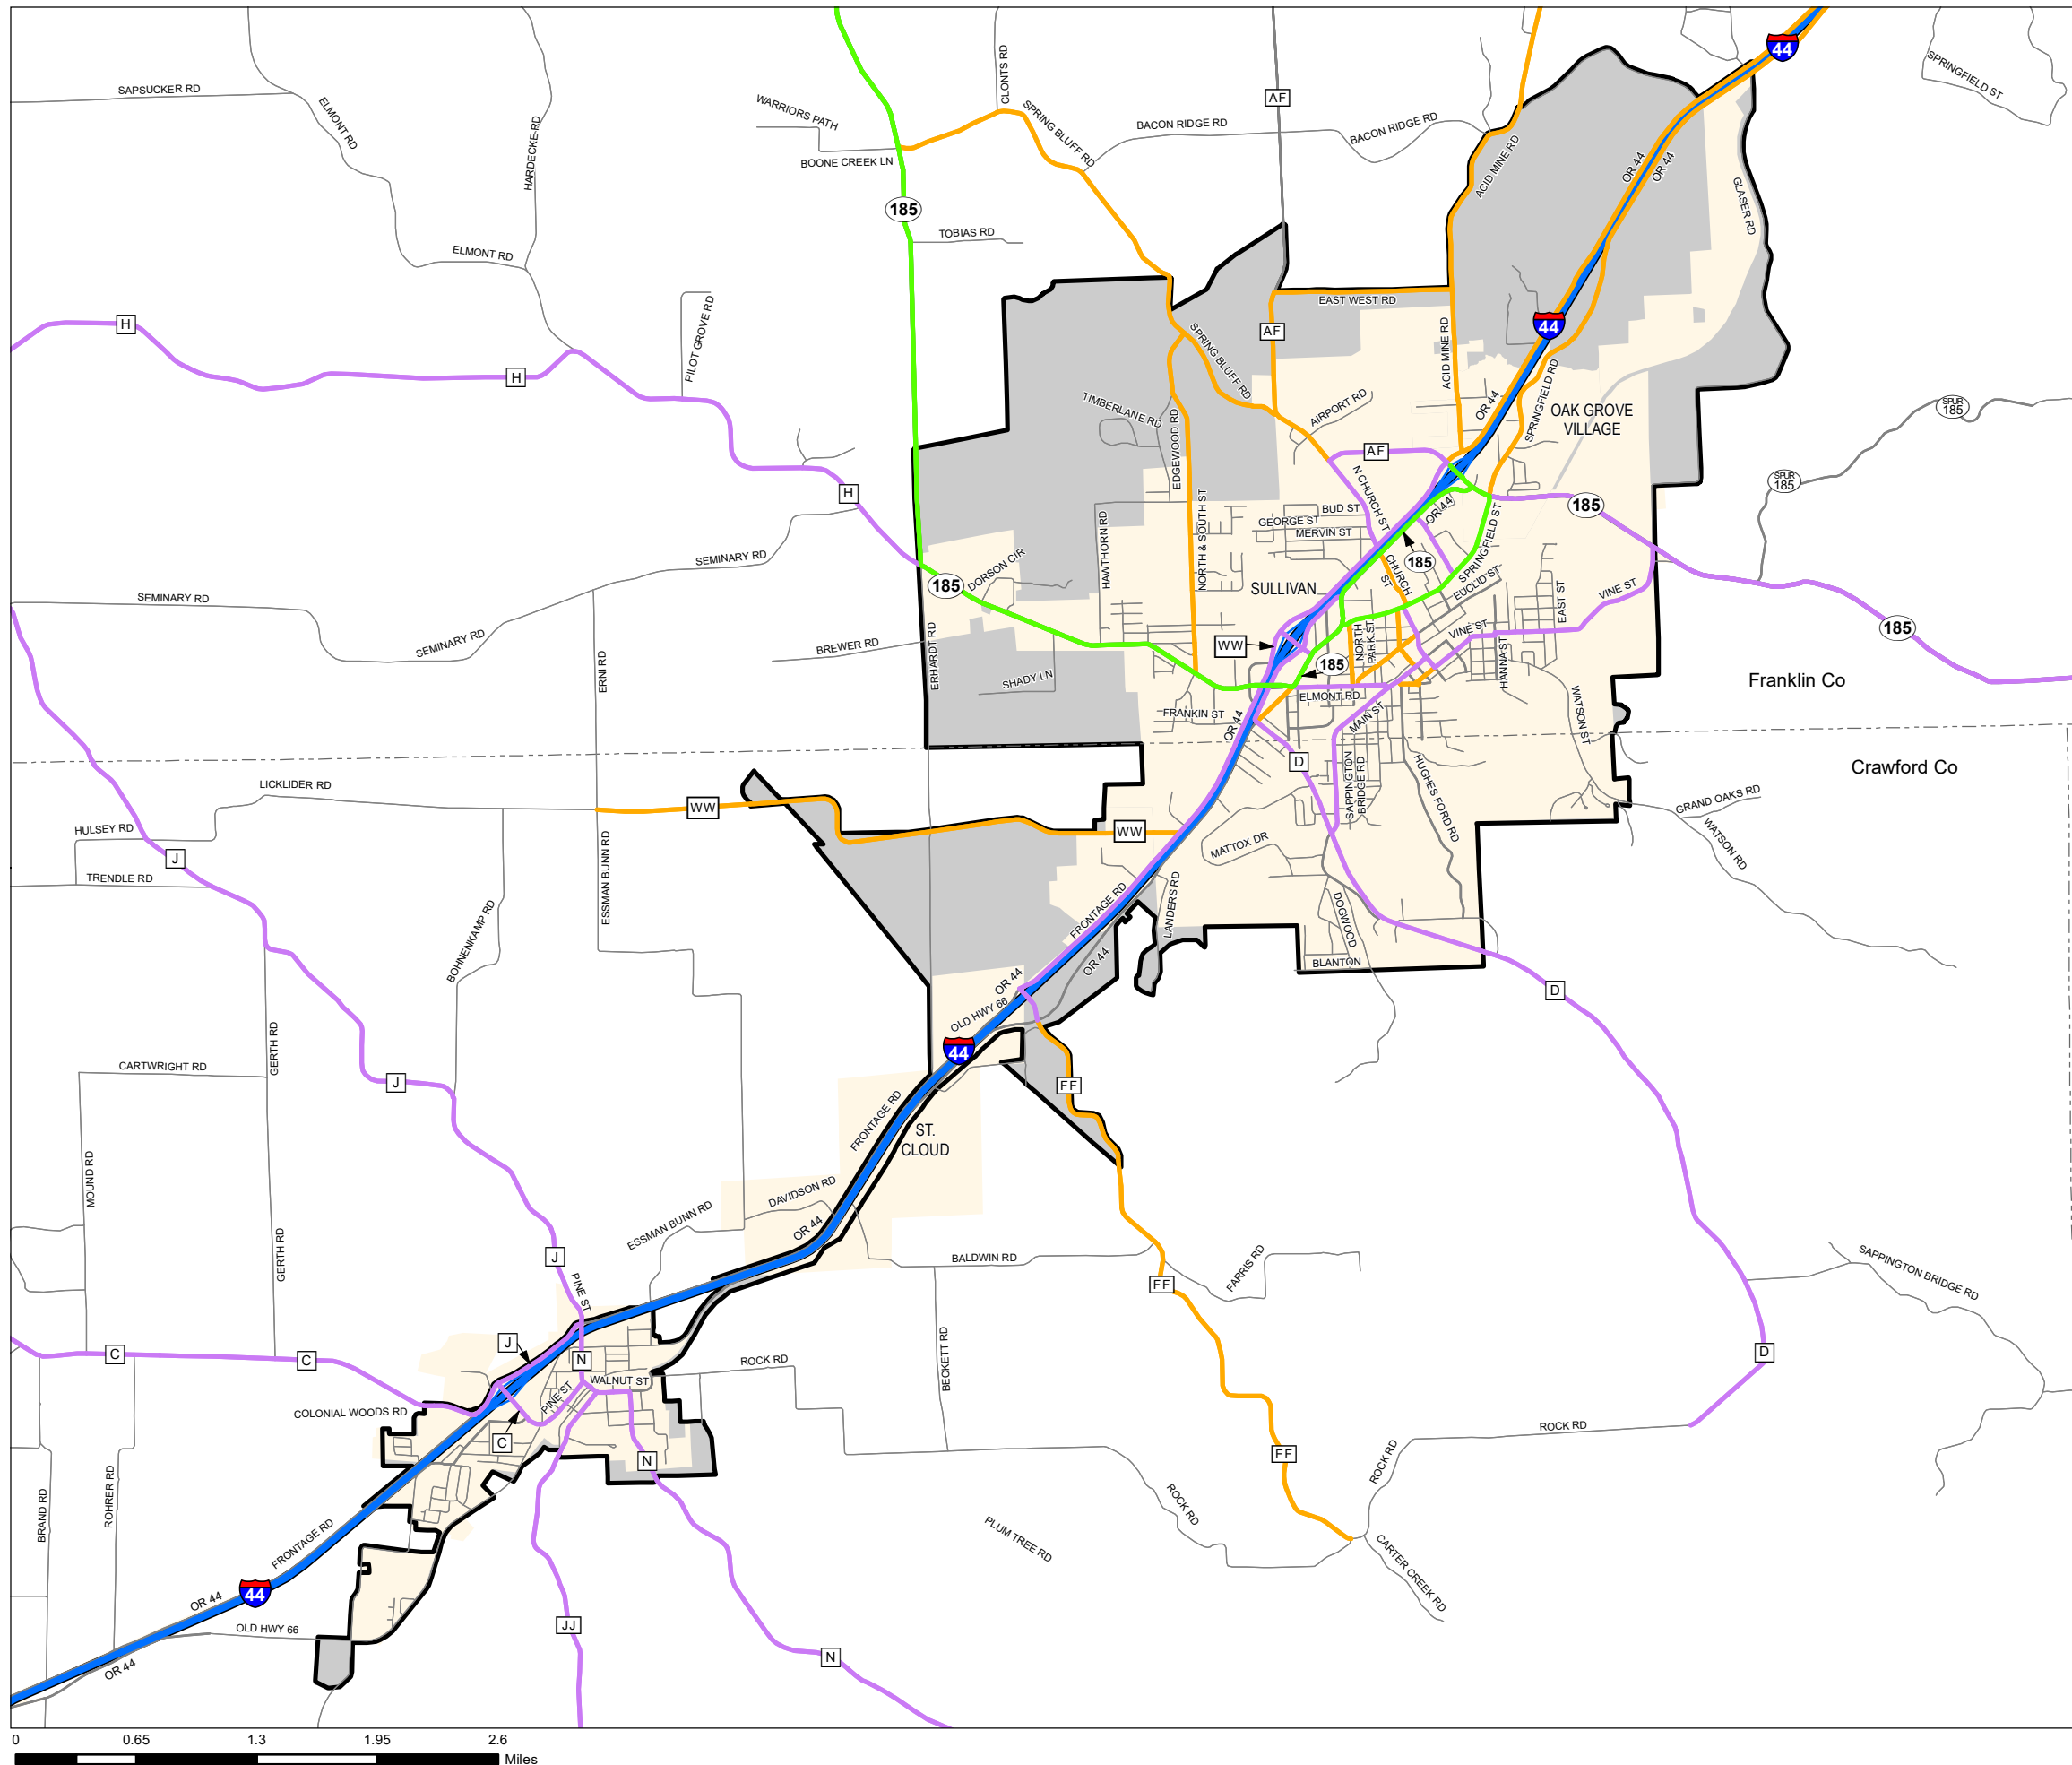 44
SPRINGFIELD ST
SAPSUCKER RD
ELMONT RD
HARDECKE RD
WARRIORS PATH
CLONTS RD
SPRING BLUFF RD
AF
BACON RIDGE RD
BACON RIDGE RD
BOONE CREEK LN
ACID MINE RD
OR 44
OR 44
GLASER RD
185
TOBIAS RD
ELMONT RD
EAST WEST RD
H
PILOT GROVE RD
AF
SPRING BLUFF RD
ACID MINE RD
44
H
TIMBERLANE RD
EDGEWOOD RD
AIRPORT RD
OR 44
SPRINGFIELD RD
OAK GROVE
VILLAGE
SPUR
185
AF
H
N CHURCH ST
SPUR
185
185
NORTH & SOUTH ST
HAWTHORN RD
BUD ST
GEORGE ST
MERVIN ST
OR 44
SPRINGFIELD ST
SEMINARY RD
DORSON CIR
185
185
CHURCH
ST
EUCLID ST
SULLIVAN
SEMINARY RD
EAST ST
VINE ST
SEMINARY RD
BREWER RD
ERHARDT RD
WW
NORTH
PARK ST
VINE ST
HANNA ST
185
185
ERNI RD
SHADY LN
ELMONT RD
FRANKIN ST
MAIN ST
OR 44
WATSON ST
Franklin Co
D
Crawford Co
LICKLIDER RD
SAPPINGTON
BRIDGE RD
HUGHES FORD RD
GRAND OAKS RD
WW
WW
HULSEY RD
J
ESSMAN BUNN RD
MATTOX DR
WATSON RD
TRENDLE RD
FRONTAGE RD
LANDERS RD
DOGWOOD
BOHNENKAMP RD
BLANTON
OR 44
OR 44
D
OLD HWY 66
44
GERTH RD
CARTWRIGHT RD
J
FF
FRONTAGE RD
ST.
CLOUD
MOUND RD
DAVIDSON RD
ESSMAN BUNN RD
OR 44
GERTH RD
J
BALDWIN RD
FARRIS RD
SAPPINGTON BRIDGE RD
FF
PINE ST
J
C
C
N
ROCK RD
BECKETT RD
D
WALNUT ST
PINE ST
COLONIAL WOODS RD
C
N
ROCK RD
FF
ROCK RD
BRAND RD
ROHRER RD
ROCK RD
FRONTAGE RD
PLUM TREE RD
CARTER CREEK RD
44
OR 44
OLD HWY 66
JJ
N
OR 44
0 0.65 1.3 1.95 2.6
Miles